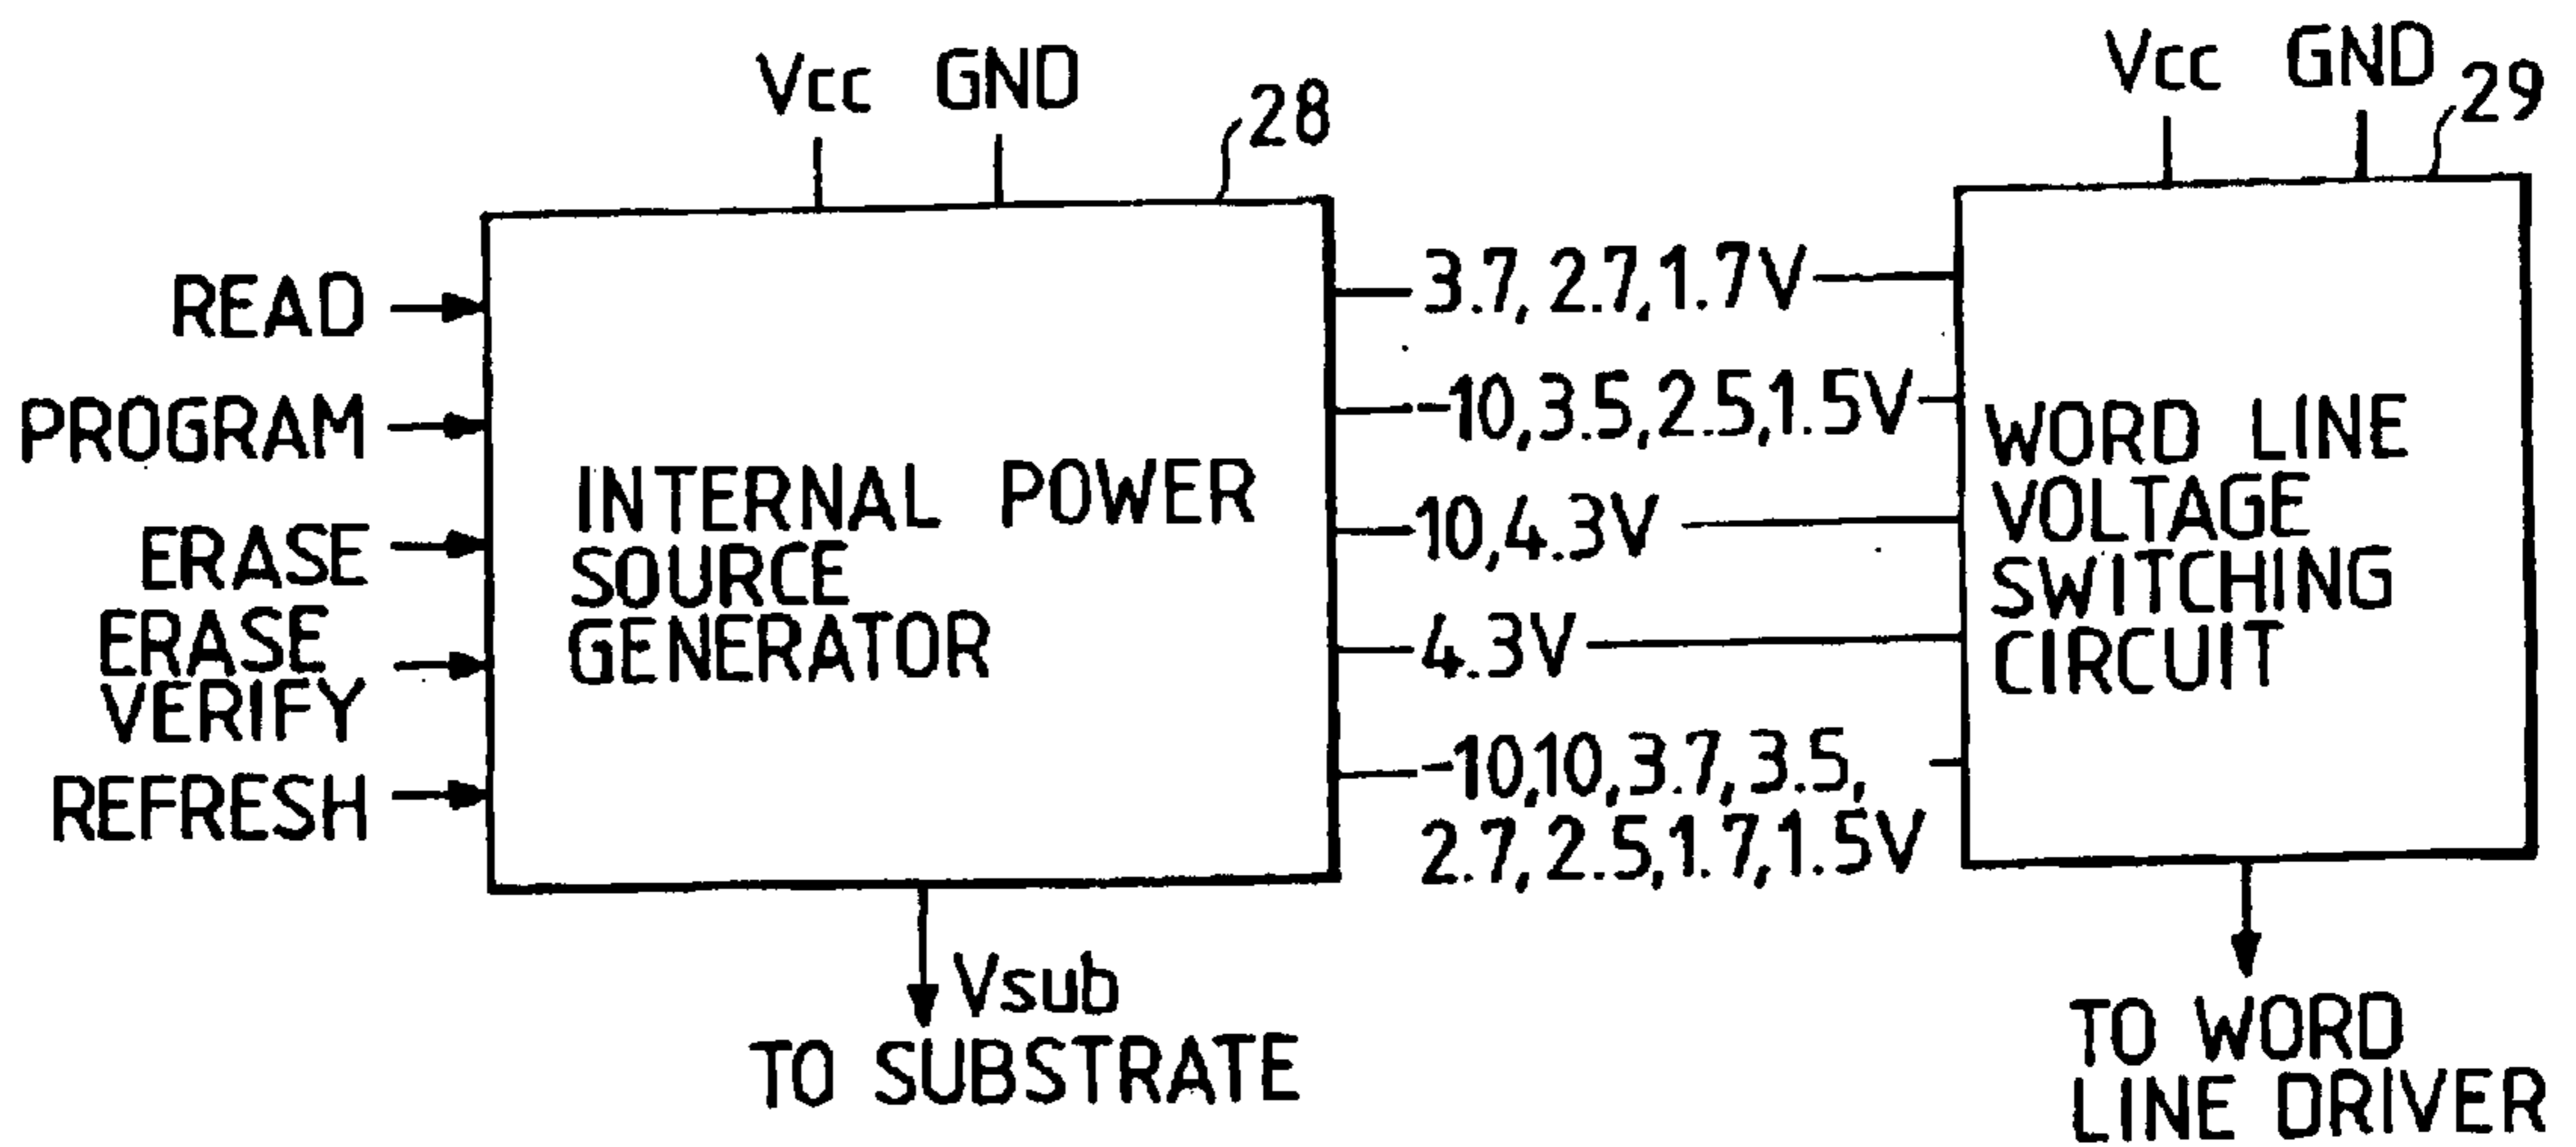 Vcc GND
28
Vcc GND
29
READ
PROGRAM
ERASE
ERASE
VERIFY
REFRESH
INTERNAL POWER
SOURCE
GENERATOR
3.7, 2.7, 1.7V
-10, 3.5, 2.5, 1.5V
10, 4.3V
4.3V
-10, 10, 3.7, 3.5,
2.7, 2.5, 1.7, 1.5V
WORD LINE
VOLTAGE
SWITCHING
CIRCUIT
Vsub
TO SUBSTRATE
TO WORD
LINE DRIVER